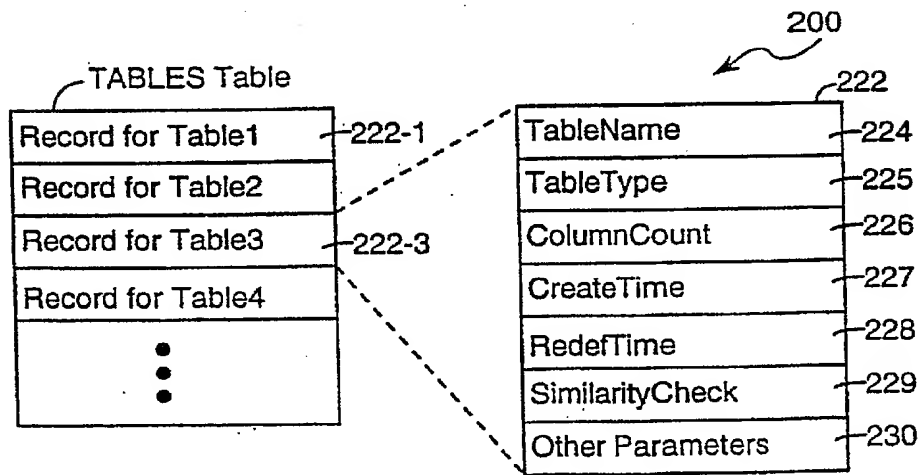 200
TABLES Table
222
Record for Table1
222-1
Record for Table2
Record for Table3
222-3
Record for Table4
TableName
224
TableType
225
ColumnCount
226
CreateTime
227
RedefTime
228
SimilarityCheck
229
Other Parameters
230